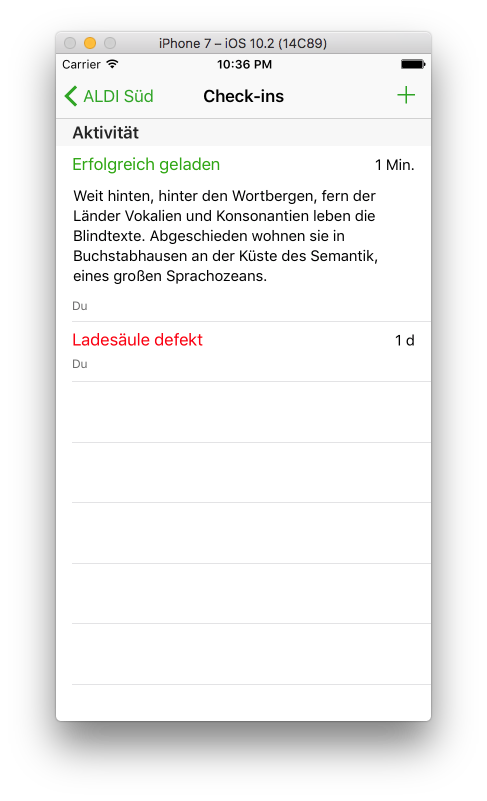 iPhone 7 – iOS 10.2 (14C89)
Carrier 10:36 PM
ALDI Süd Check-ins +
Aktivität
Erfolgreich geladen 1 Min.
Weit hinten, hinter den Wortbergen, fern der
Länder Vokalien und Konsonantien leben die
Blindtexte. Abgeschieden wohnen sie in
Buchstabhausen an der Küste des Semantik,
eines großen Sprachozeans.
Du
Ladesäule defekt 1 d
Du